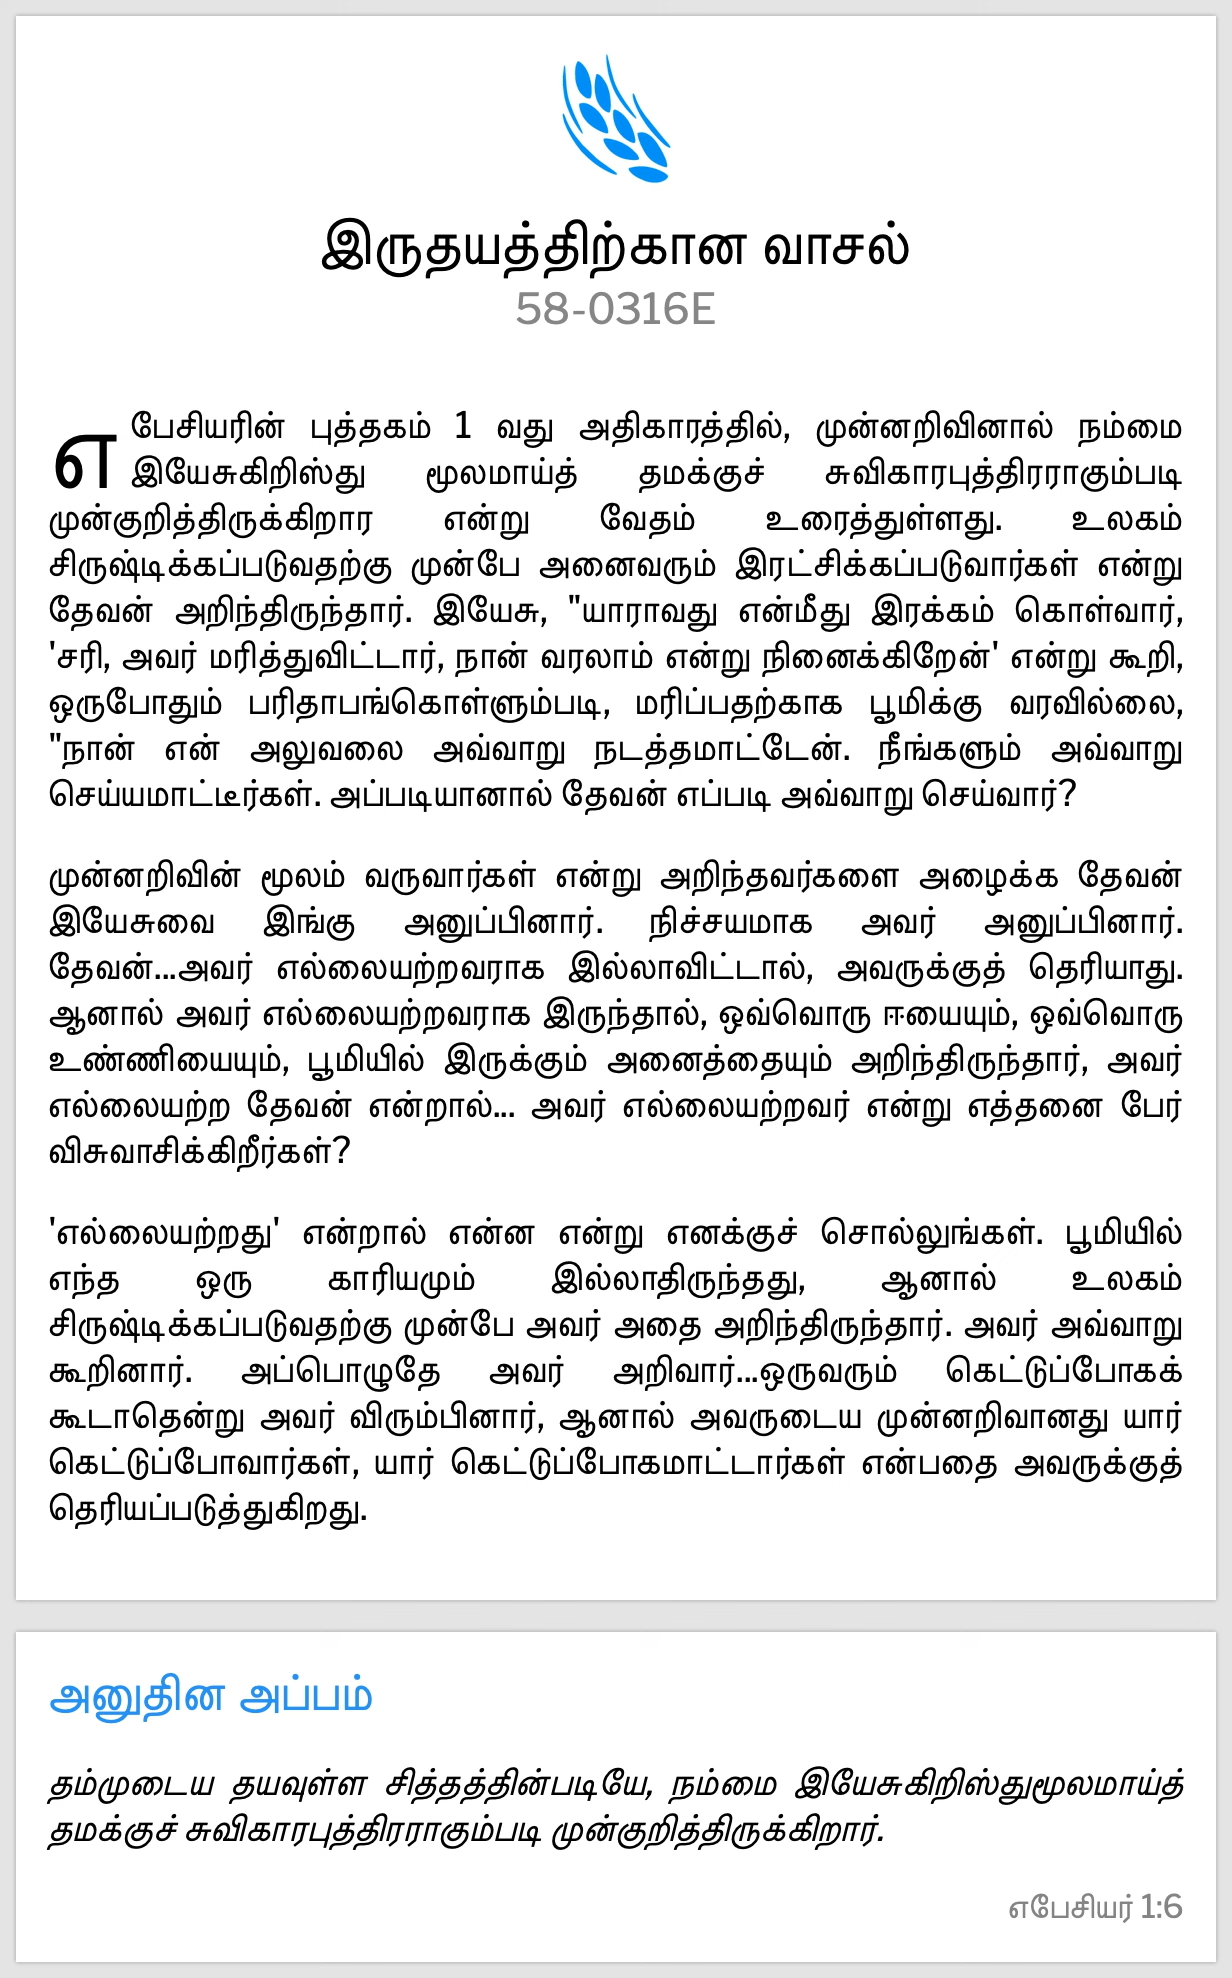 இருதயத்திற்கான வாசல்
58-0316E
எபேசியரின் புத்தகம் 1 வது அதிகாரத்தில், முன்னறிவினால் நம்மை
இயேசுகிறிஸ்து மூலமாய்த் தமக்குச் சுவிகாரபுத்திரராகும்படி
முன்குறித்திருக்கிறார என்று வேதம் உரைத்துள்ளது. உலகம்
சிருஷ்டிக்கப்படுவதற்கு முன்பே அனைவரும் இரட்சிக்கப்படுவார்கள் என்று
தேவன் அறிந்திருந்தார். இயேசு, "யாராவது என்மீது இரக்கம் கொள்வார்,
'சரி, அவர் மரித்துவிட்டார், நான் வரலாம் என்று நினைக்கிறேன்' என்று கூறி,
ஒருபோதும் பரிதாபங்கொள்ளும்படி, மரிப்பதற்காக பூமிக்கு வரவில்லை,
"நான் என் அலுவலை அவ்வாறு நடத்தமாட்டேன். நீங்களும் அவ்வாறு
செய்யமாட்டீர்கள். அப்படியானால் தேவன் எப்படி அவ்வாறு செய்வார்?
முன்னறிவின் மூலம் வருவார்கள் என்று அறிந்தவர்களை அழைக்க தேவன்
இயேசுவை இங்கு அனுப்பினார். நிச்சயமாக அவர் அனுப்பினார்.
தேவன்...அவர் எல்லையற்றவராக இல்லாவிட்டால், அவருக்குத் தெரியாது.
ஆனால் அவர் எல்லையற்றவராக இருந்தால், ஒவ்வொரு ஈயையும், ஒவ்வொரு
உண்ணியையும், பூமியில் இருக்கும் அனைத்தையும் அறிந்திருந்தார், அவர்
எல்லையற்ற தேவன் என்றால்... அவர் எல்லையற்றவர் என்று எத்தனை பேர்
விசுவாசிக்கிறீர்கள்?
'எல்லையற்றது' என்றால் என்ன என்று எனக்குச் சொல்லுங்கள். பூமியில்
எந்த ஒரு காரியமும் இல்லாதிருந்தது, ஆனால் உலகம்
சிருஷ்டிக்கப்படுவதற்கு முன்பே அவர் அதை அறிந்திருந்தார். அவர் அவ்வாறு
கூறினார். அப்பொழுதே அவர் அறிவார்...ஒருவரும் கெட்டுப்போகக்
கூடாதென்று அவர் விரும்பினார், ஆனால் அவருடைய முன்னறிவானது யார்
கெட்டுப்போவார்கள், யார் கெட்டுப்போகமாட்டார்கள் என்பதை அவருக்குத்
தெரியப்படுத்துகிறது.
அனுதின அப்பம்
தம்முடைய தயவுள்ள சித்தத்தின்படியே, நம்மை இயேசுகிறிஸ்துமூலமாய்த்
தமக்குச் சுவிகாரபுத்திரராகும்படி முன்குறித்திருக்கிறார்.
எபேசியர் 1:6